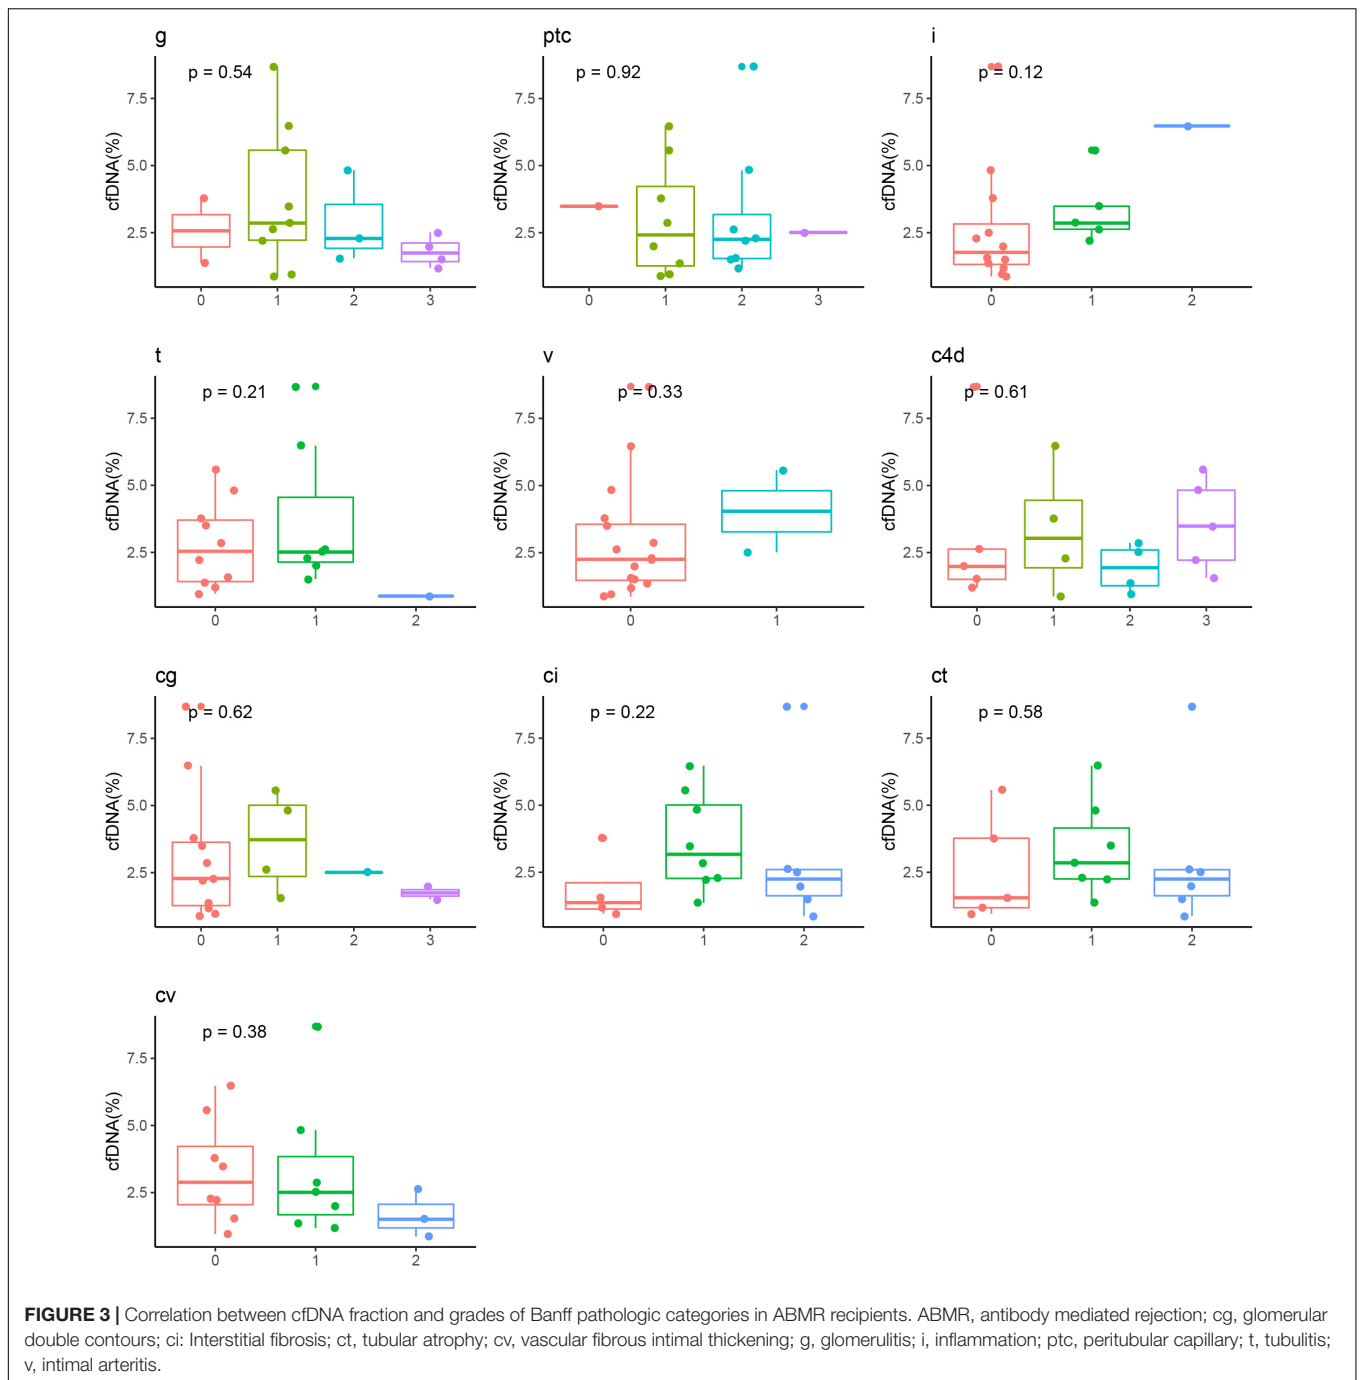 g
p = 0.54
cfDNA(%)
7.5
5.0
2.5
0 1 2 3
ptc
p = 0.92
cfDNA(%)
7.5
5.0
2.5
0 1 2 3
i
p = 0.12
cfDNA(%)
7.5
5.0
2.5
0 1 2
t
p = 0.21
cfDNA(%)
7.5
5.0
2.5
0 1 2
v
p = 0.33
cfDNA(%)
7.5
5.0
2.5
0 1
c4d
p = 0.61
cfDNA(%)
7.5
5.0
2.5
0 1 2 3
cg
p = 0.62
cfDNA(%)
7.5
5.0
2.5
0 1 2 3
ci
p = 0.22
cfDNA(%)
7.5
5.0
2.5
0 1 2
ct
p = 0.58
cfDNA(%)
7.5
5.0
2.5
0 1 2
cv
p = 0.38
cfDNA(%)
7.5
5.0
2.5
0 1 2
FIGURE 3 | Correlation between cfDNA fraction and grades of Banff pathologic categories in ABMR recipients. ABMR, antibody mediated rejection; cg, glomerular
double contours; ci: Interstitial fibrosis; ct, tubular atrophy; cv, vascular fibrous intimal thickening; g, glomerulitis; i, inflammation; ptc, peritubular capillary; t, tubulitis;
v, intimal arteritis.